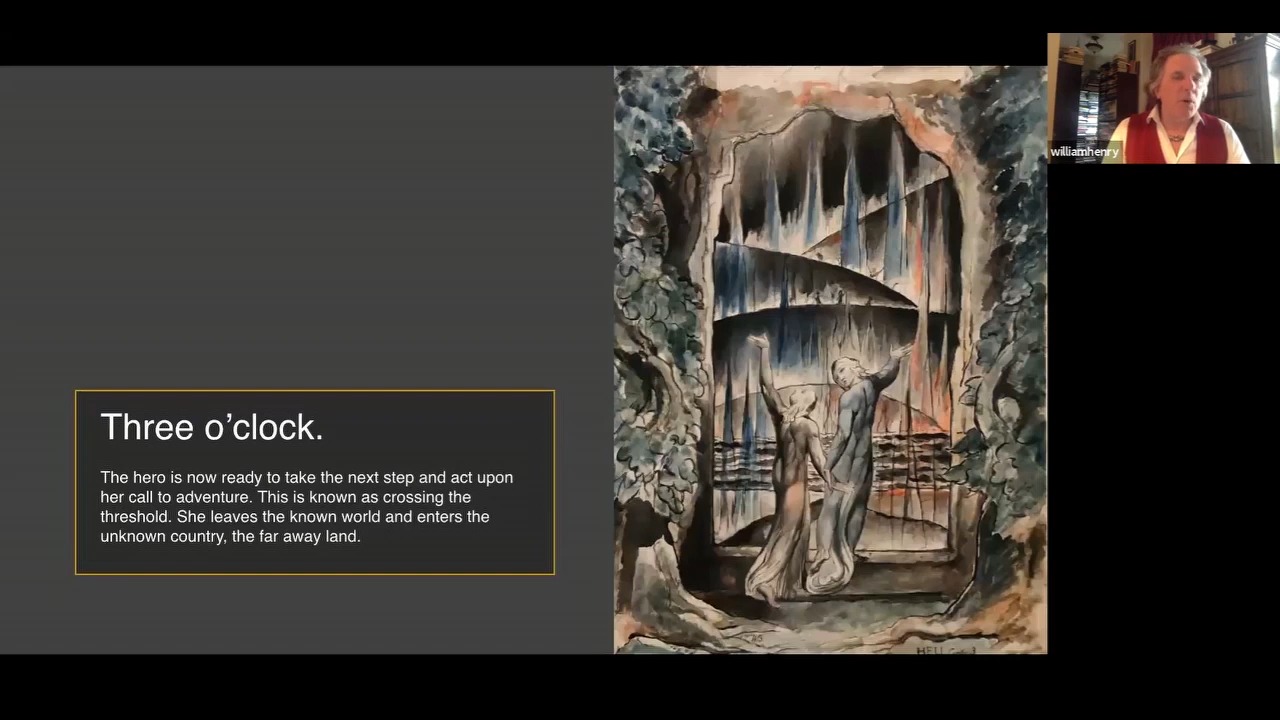 williamhenry
Three o’clock.
The hero is now ready to take the next step and act upon
her call to adventure. This is known as crossing the
threshold. She leaves the known world and enters the
unknown country, the far away land.
HELL